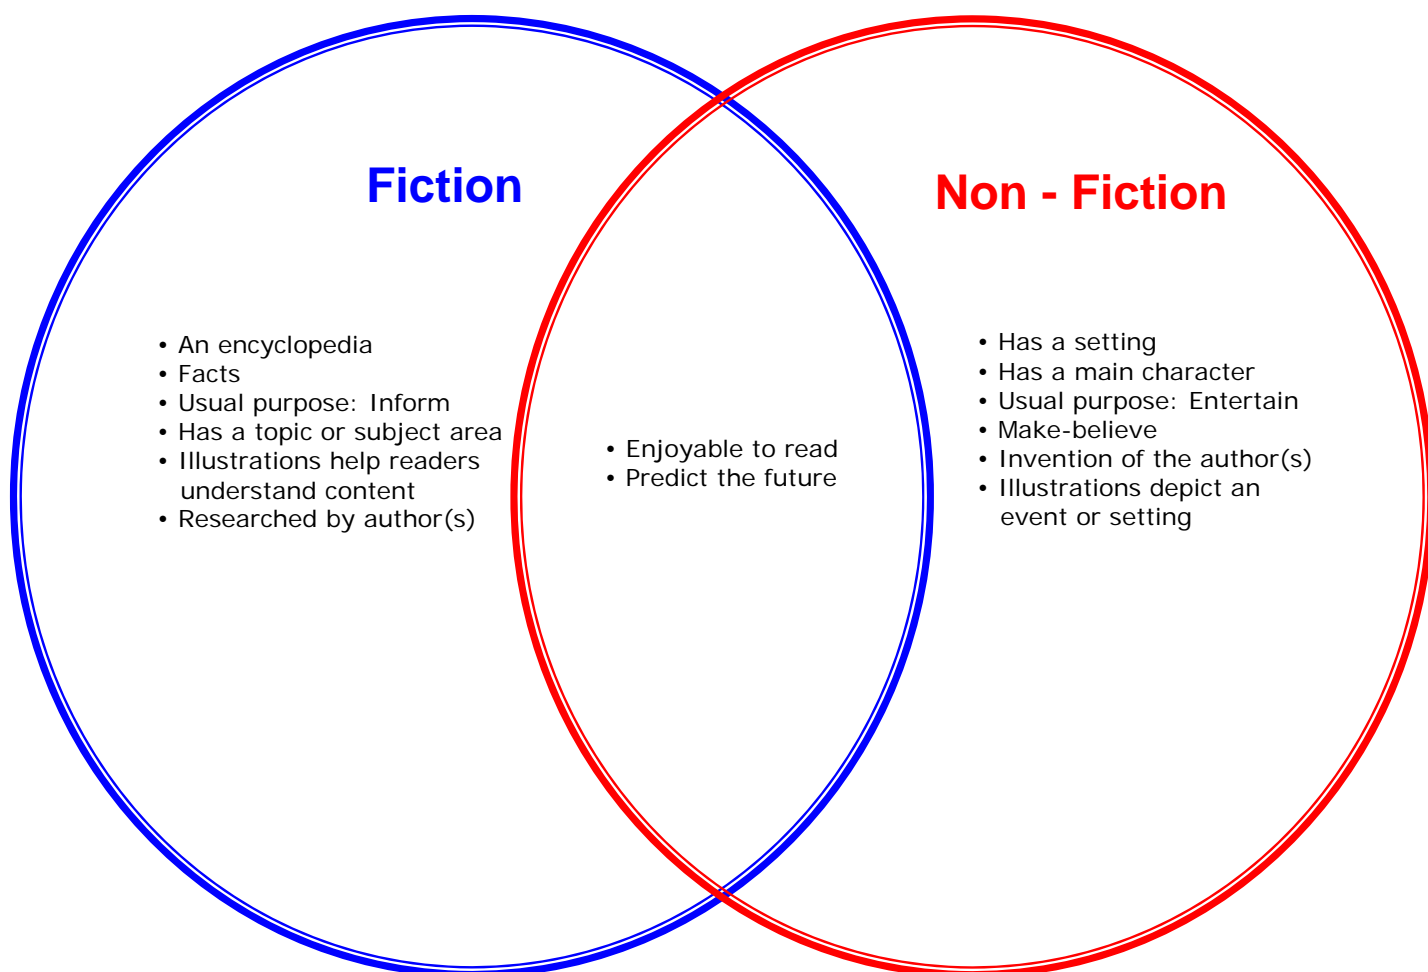 Fiction
Non - Fiction
• An encyclopedia
• Facts
• Usual purpose: Inform
• Has a topic or subject area
• Illustrations help readers
understand content
• Researched by author(s)
• Enjoyable to read
• Predict the future
• Has a setting
• Has a main character
• Usual purpose: Entertain
• Make-believe
• Invention of the author(s)
• Illustrations depict an
event or setting